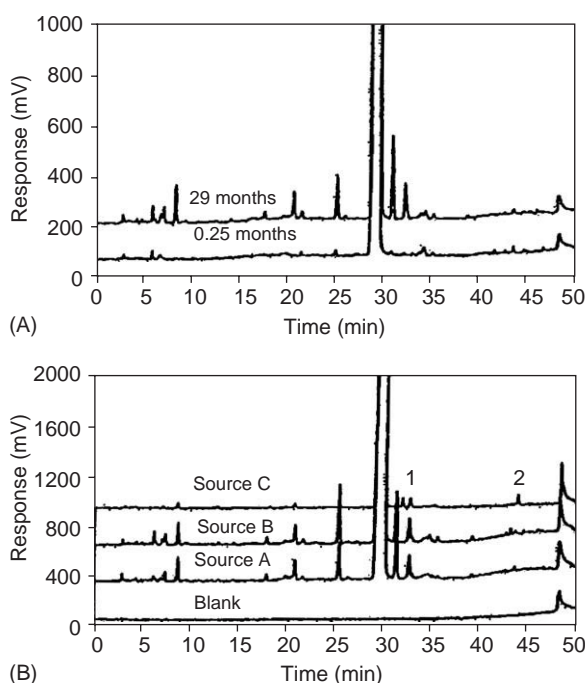 1000
800
600
400
200
0
Response (mV)
29 months
0.25 months
0 5 10 15 20 25 30 35 40 45 50
Time (min)
(A)
2000
1600
1200
800
400
0
Response (mV)
1 2
Source C
Source B
Source A
Blank
0 5 10 15 20 25 30 35 40 45 50
Time (min)
(B)